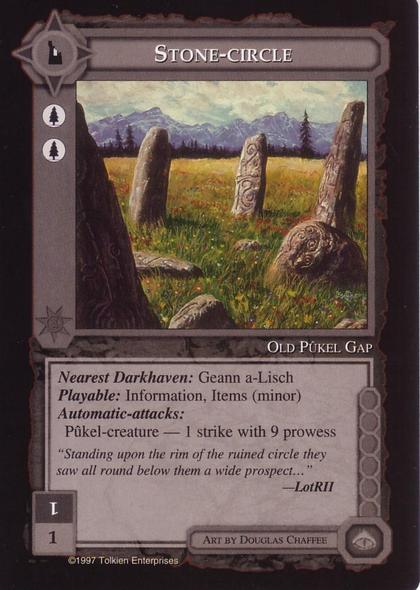 STONE-CIRCLE
OLD PÛKEL GAP
Nearest Darkhaven: Geann a-Lisch
Playable: Information, Items (minor)
Automatic-attacks:
Pûkel-creature — 1 strike with 9 prowess
“Standing upon the rim of the ruined circle they
saw all round below them a wide prospect...”
—LotRII
1
1
ART BY DOUGLAS CHAFFEE
©1997 Tolkien Enterprises